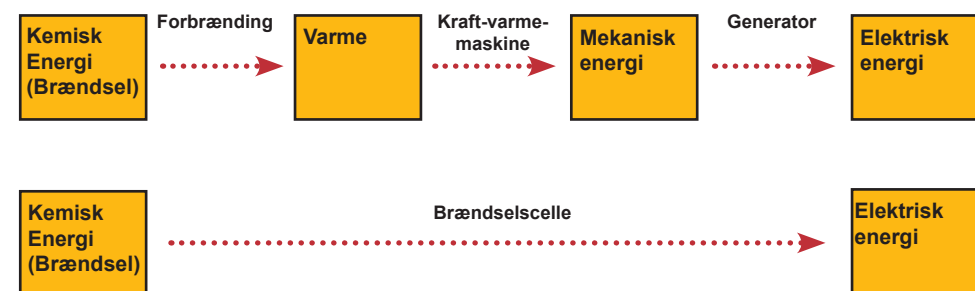 Kemisk
Energi
(Brændsel)
Forbrænding
Varme
Kraft-varme-
maskine
Mekanisk
energi
Generator
Elektrisk
energi
Kemisk
Energi
(Brændsel)
Brændselscelle
Elektrisk
energi